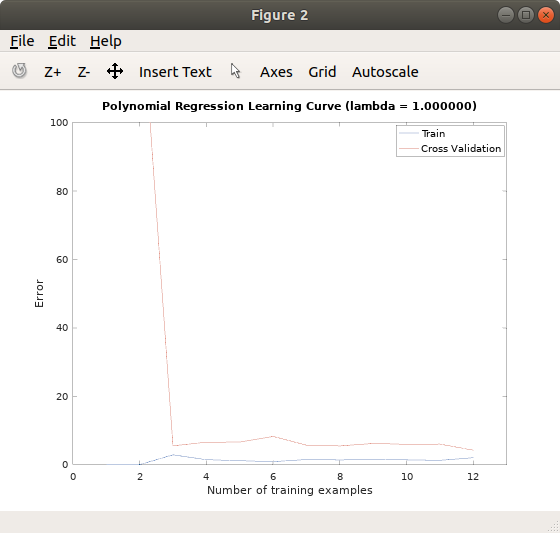 Figure 2
File Edit Help
Z+ Z- Insert Text Axes Grid Autoscale
Polynomial Regression Learning Curve (lambda = 1.000000)
Train
Cross Validation
100
80
60
40
20
0
Error
0 2 4 6 8 10 12
Number of training examples